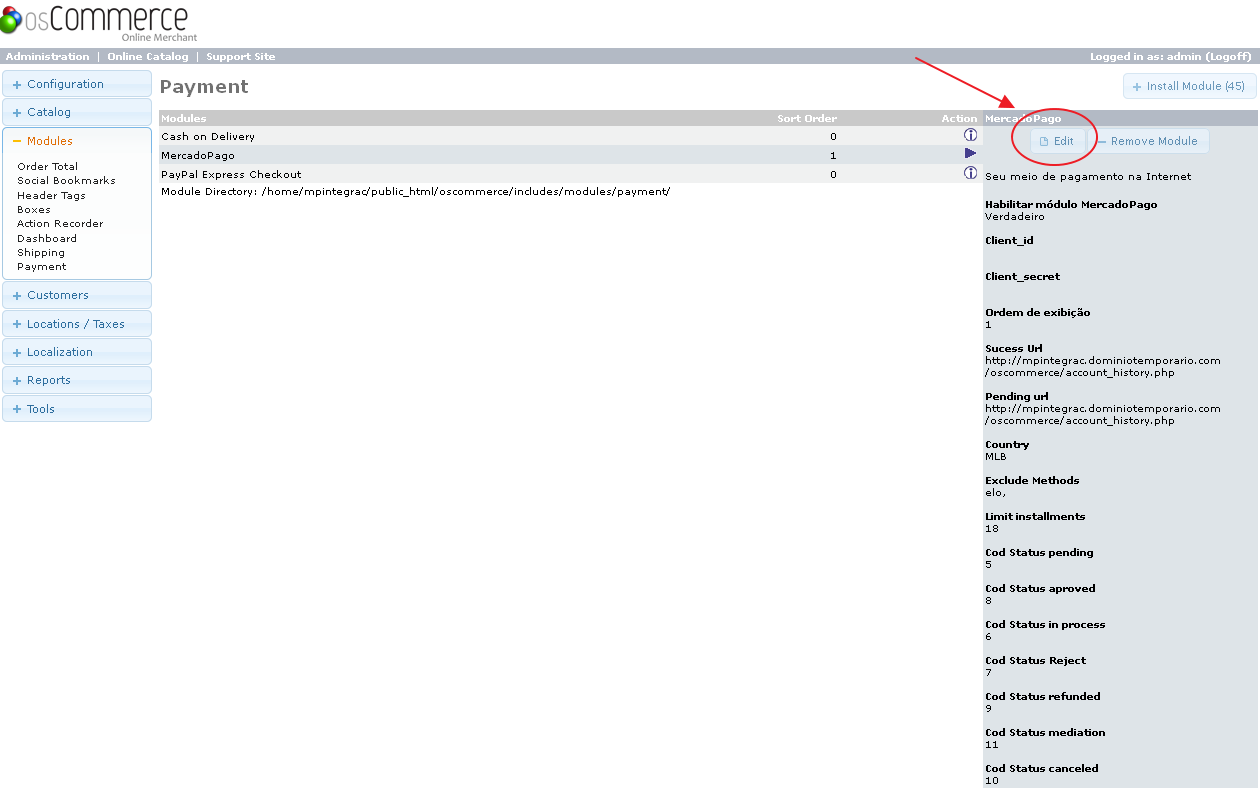 osCommerce
Online Merchant
Administration | Online Catalog | Support Site
Logged in as: admin (Logoff)
+ Configuration
+ Catalog
− Modules
Order Total
Social Bookmarks
Header Tags
Boxes
Action Recorder
Dashboard
Shipping
Payment
+ Customers
+ Locations / Taxes
+ Localization
+ Reports
+ Tools
Payment
+ Install Module (45)
Modules Sort Order Action
Cash on Delivery 0
MercadoPago 1
PayPal Express Checkout 0
Module Directory: /home/mpintegrac/public_html/oscommerce/includes/modules/payment/
MercadoPago
Edit − Remove Module
Seu meio de pagamento na Internet
Habilitar módulo MercadoPago
Verdadeiro
Client_id
Client_secret
Ordem de exibição
1
Sucess Url
http://mpintegrac.dominiotemporario.com
/oscommerce/account_history.php
Pending url
http://mpintegrac.dominiotemporario.com
/oscommerce/account_history.php
Country
MLB
Exclude Methods
elo,
Limit installments
18
Cod Status pending
5
Cod Status aproved
8
Cod Status in process
6
Cod Status Reject
7
Cod Status refunded
9
Cod Status mediation
11
Cod Status canceled
10